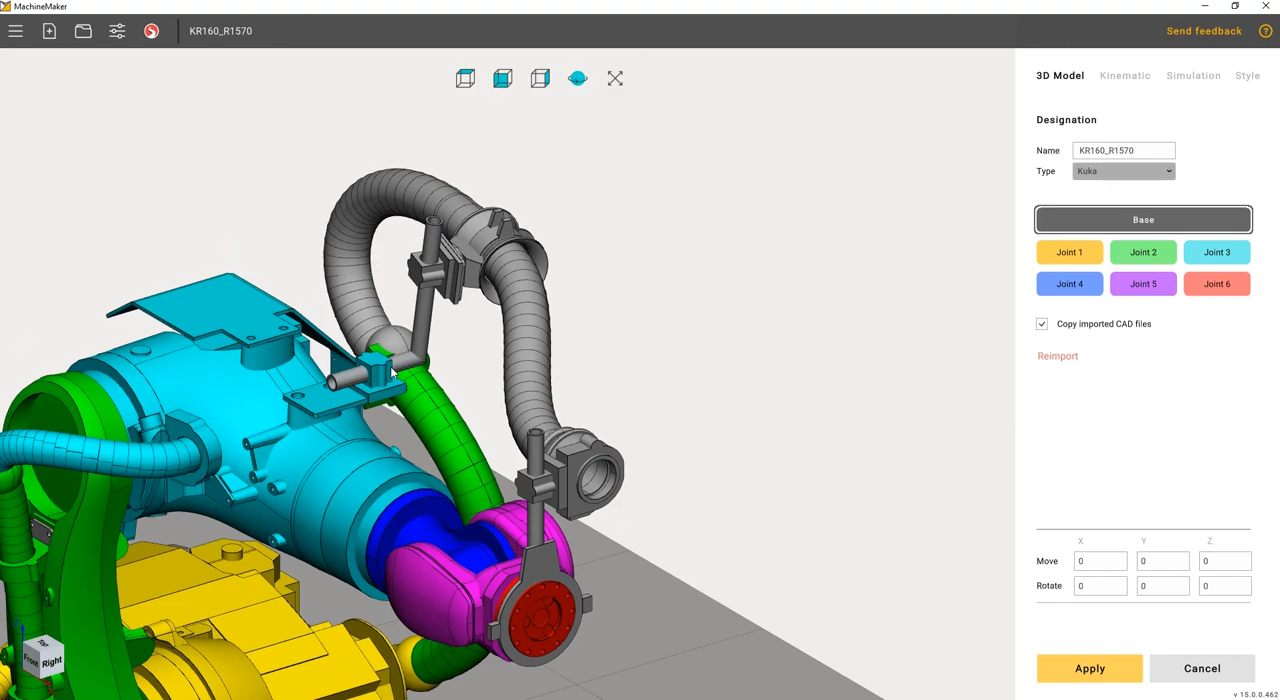 MachineMaker
KR160_R1570
Send feedback
3D Model Kinematic Simulation Style
Designation
Name KR160_R1570
Type Kuka
Base
Joint 1 Joint 2 Joint 3
Joint 4 Joint 5 Joint 6
Copy imported CAD files
Reimport
X Y Z
Move 0 0 0
Rotate 0 0 0
Top
Front Right
Apply Cancel
v 15.0.0.462